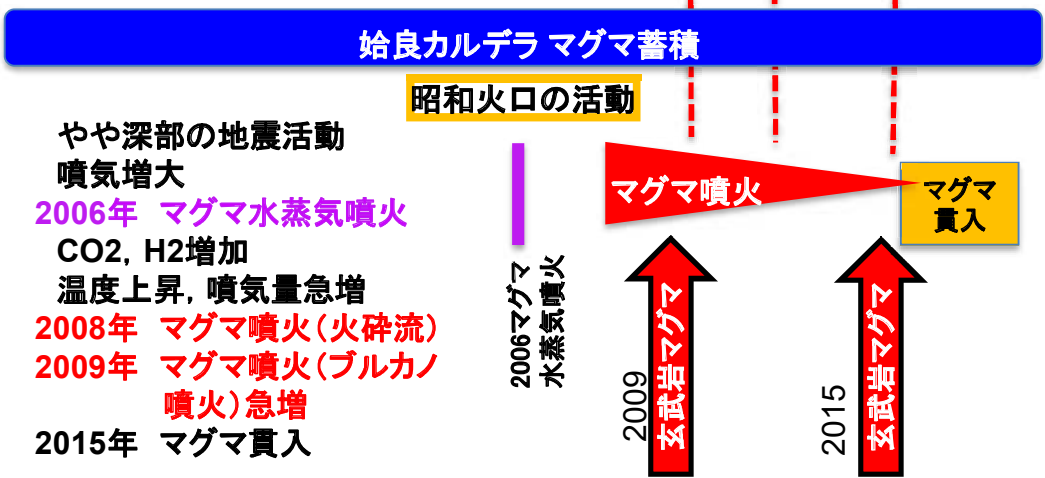 姶良カルデラ マグマ蓄積
昭和火口の活動
やや深部の地震活動
噴気増大
2006年 マグマ水蒸気噴火
CO2, H2増加
温度上昇, 噴気量急増
2008年 マグマ噴火（火砕流）
2009年 マグマ噴火（ブルカノ
噴火）急増
2015年 マグマ貫入
2006マグマ
水蒸気噴火
マグマ噴火
マグマ
貫入
2009
玄武岩マグマ
2015
玄武岩マグマ